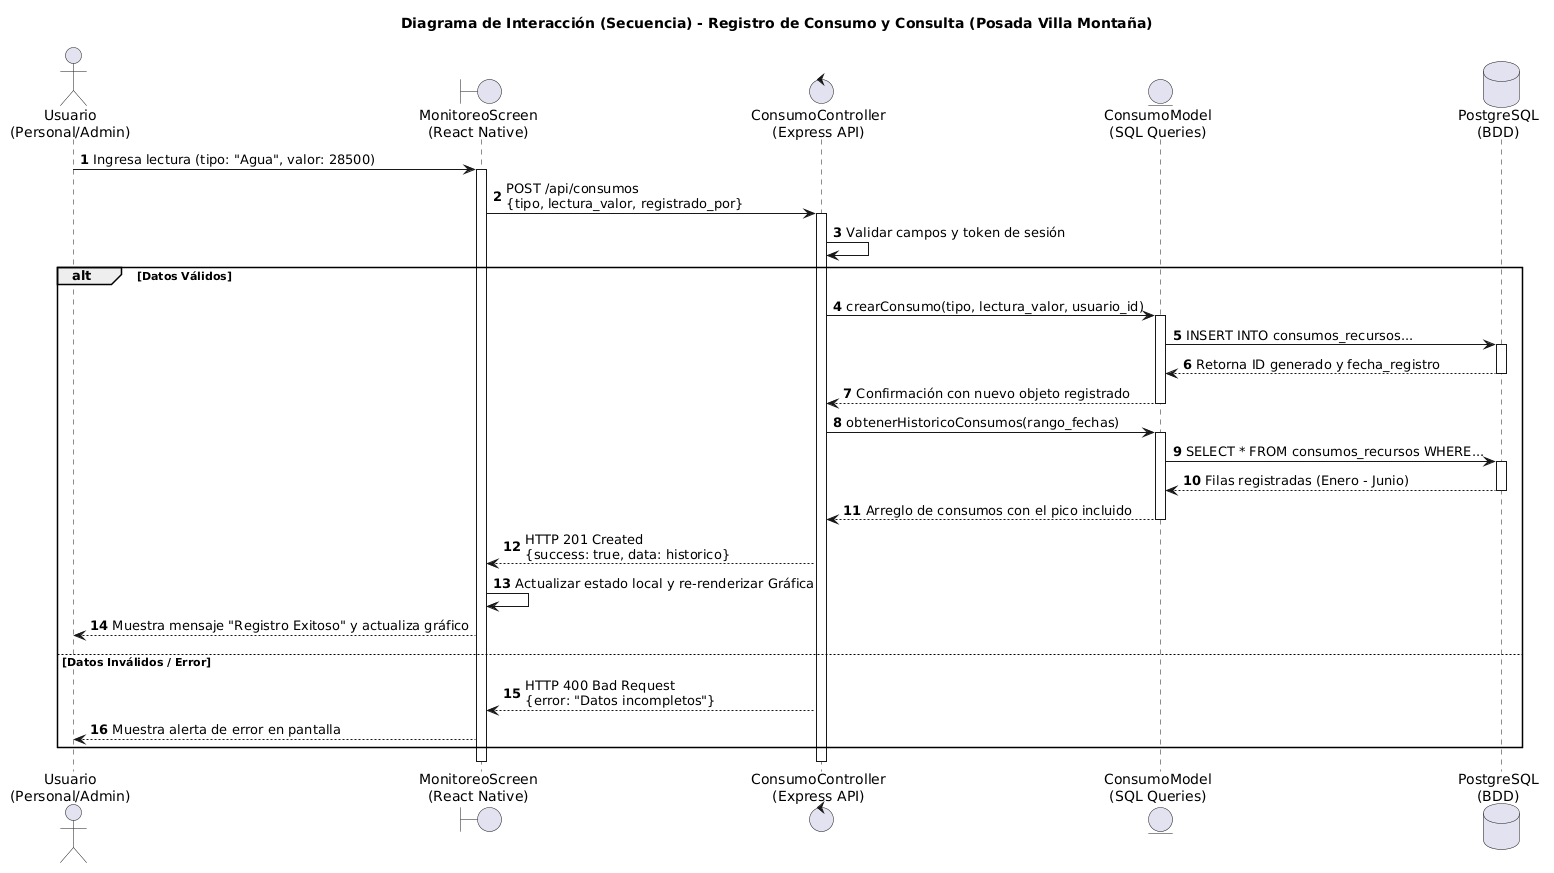 Diagrama de Interacción (Secuencia) - Registro de Consumo y Consulta (Posada Villa Montaña)
Usuario
(Personal/Admin)
MonitoreoScreen
(React Native)
ConsumoController
(Express API)
ConsumoModel
(SQL Queries)
PostgreSQL
(BDD)
1 Ingresa lectura (tipo: "Agua", valor: 28500)
2 POST /api/consumos
{tipo, lectura_valor, registrado_por}
3 Validar campos y token de sesión
alt [Datos Válidos]
4 crearConsumo(tipo, lectura_valor, usuario_id)
5 INSERT INTO consumos_recursos...
6 Retorna ID generado y fecha_registro
7 Confirmación con nuevo objeto registrado
8 obtenerHistoricoConsumos(rango_fechas)
9 SELECT * FROM consumos_recursos WHERE...
10 Filas registradas (Enero - Junio)
11 Arreglo de consumos con el pico incluido
12 HTTP 201 Created
{success: true, data: historico}
13 Actualizar estado local y re-renderizar Gráfica
14 Muestra mensaje "Registro Exitoso" y actualiza gráfico
[Datos Inválidos / Error]
15 HTTP 400 Bad Request
{error: "Datos incompletos"}
16 Muestra alerta de error en pantalla
Usuario
(Personal/Admin)
MonitoreoScreen
(React Native)
ConsumoController
(Express API)
ConsumoModel
(SQL Queries)
PostgreSQL
(BDD)